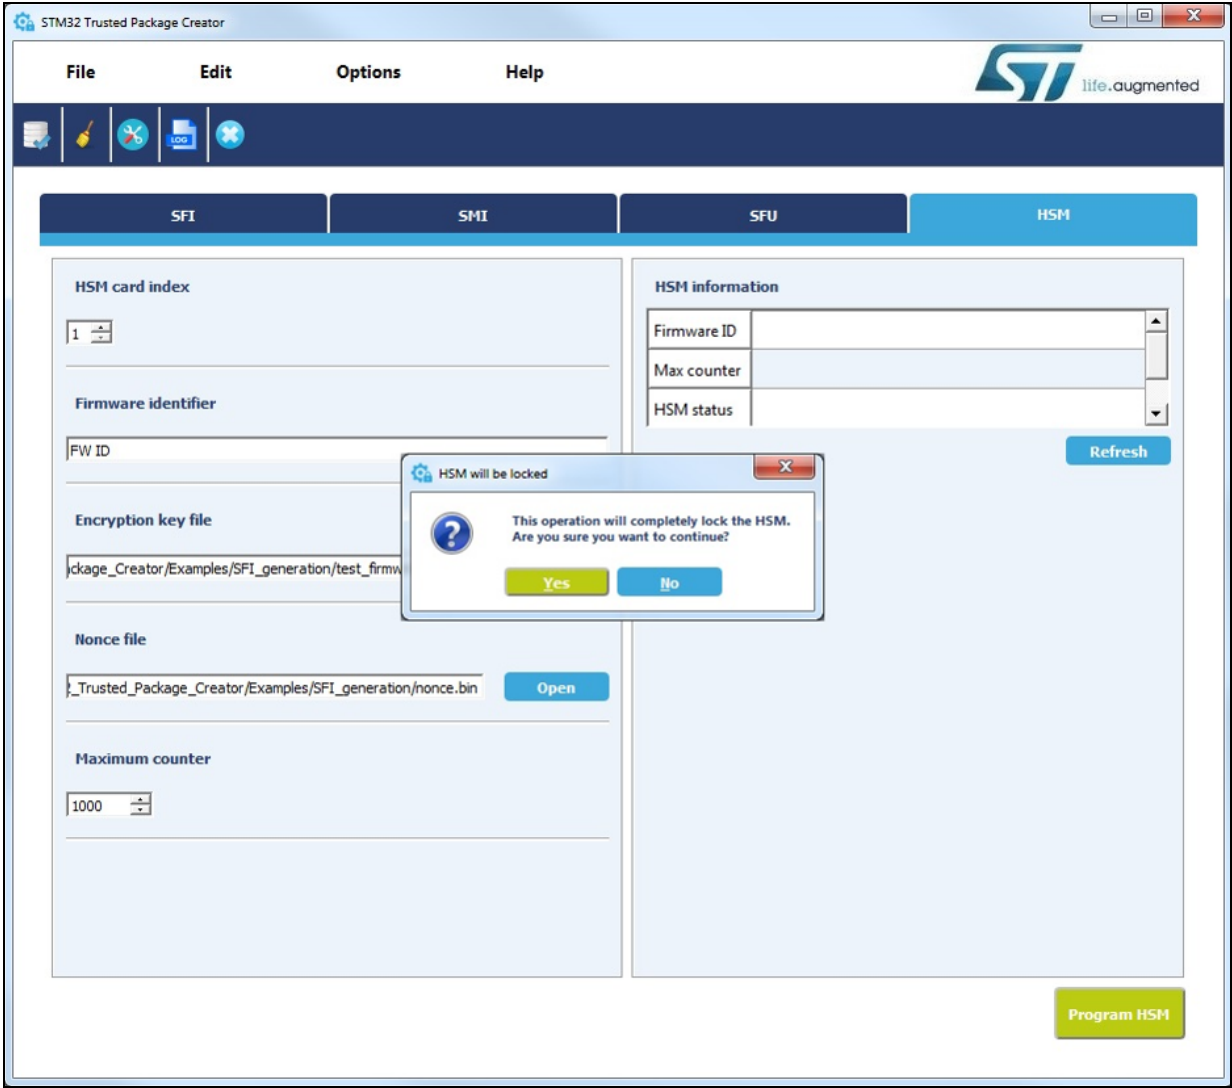 STM32 Trusted Package Creator
File Edit Options Help
life.augmented
LOG
SFI SMI SFU HSM
HSM card index
1
Firmware identifier
FW ID
Encryption key file
ickage_Creator/Examples/SFI_generation/test_firmw
Nonce file
!_Trusted_Package_Creator/Examples/SFI_generation/nonce.bin
Open
Maximum counter
1000
HSM information
Firmware ID
Max counter
HSM status
Refresh
HSM will be locked
This operation will completely lock the HSM.
Are you sure you want to continue?
Yes No
Program HSM